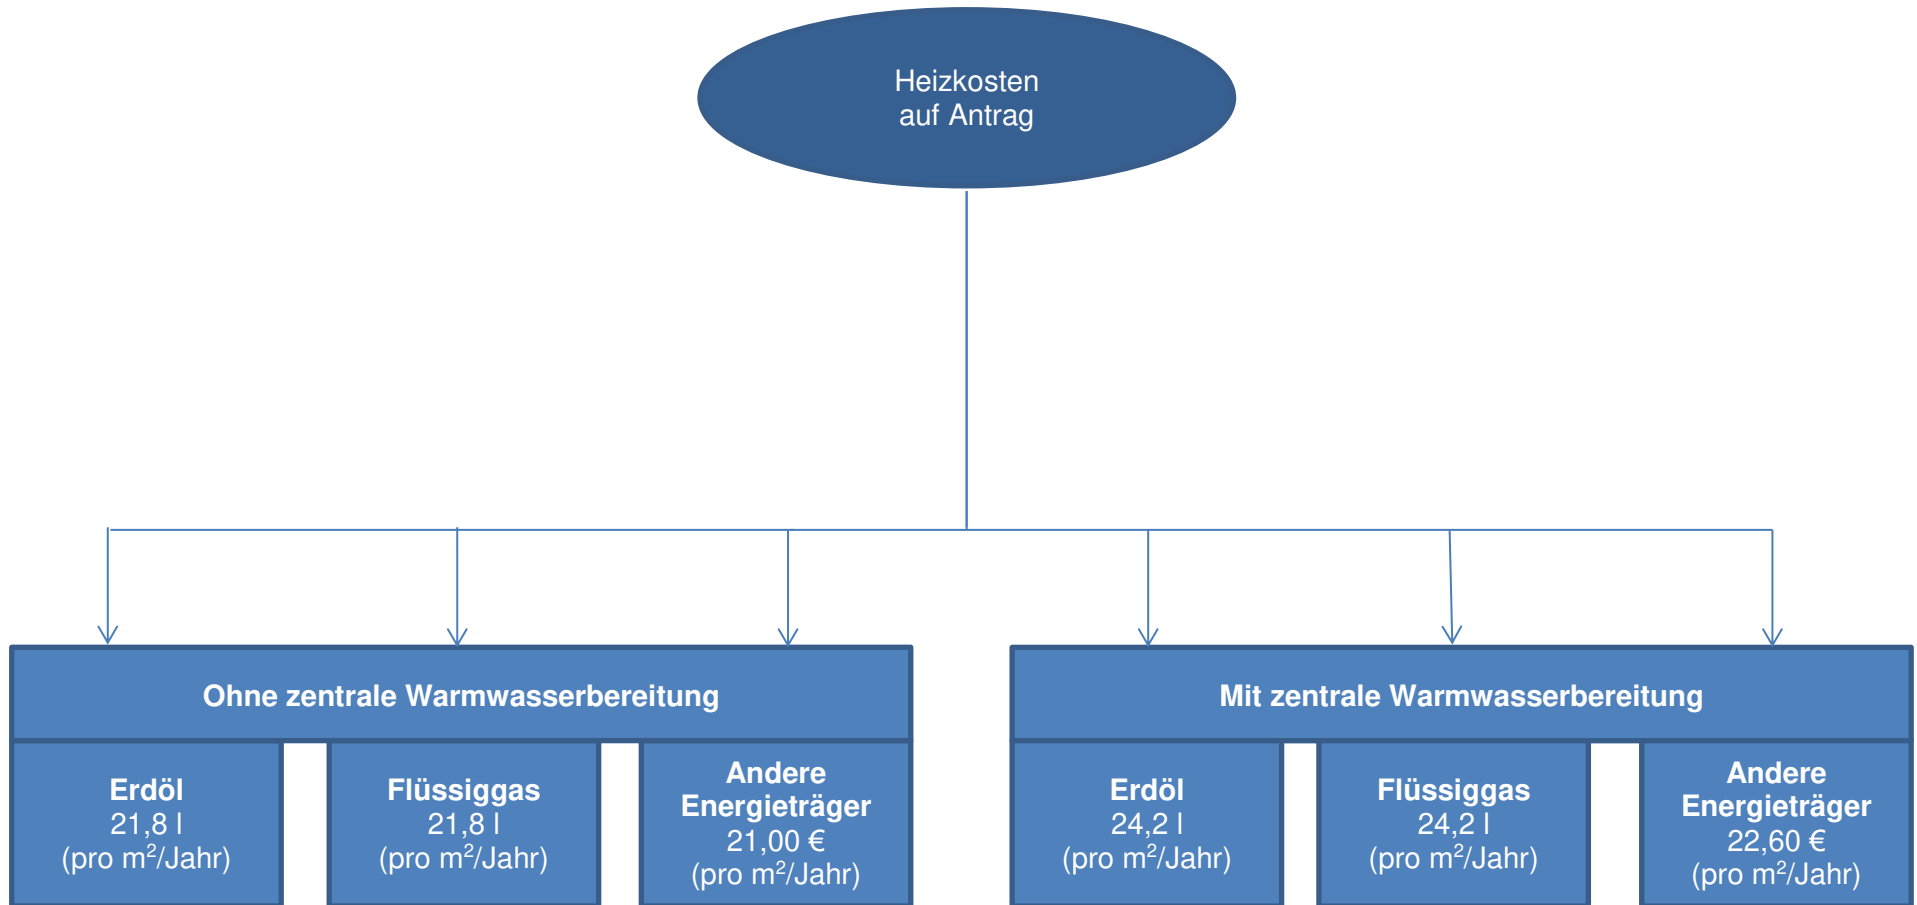 Heizkosten
auf Antrag
Ohne zentrale Warmwasserbereitung
Erdöl
21,8 l
(pro m²/Jahr)
Flüssiggas
21,8 l
(pro m²/Jahr)
Andere
Energieträger
21,00 €
(pro m²/Jahr)
Mit zentrale Warmwasserbereitung
Erdöl
24,2 l
(pro m²/Jahr)
Flüssiggas
24,2 l
(pro m²/Jahr)
Andere
Energieträger
22,60 €
(pro m²/Jahr)